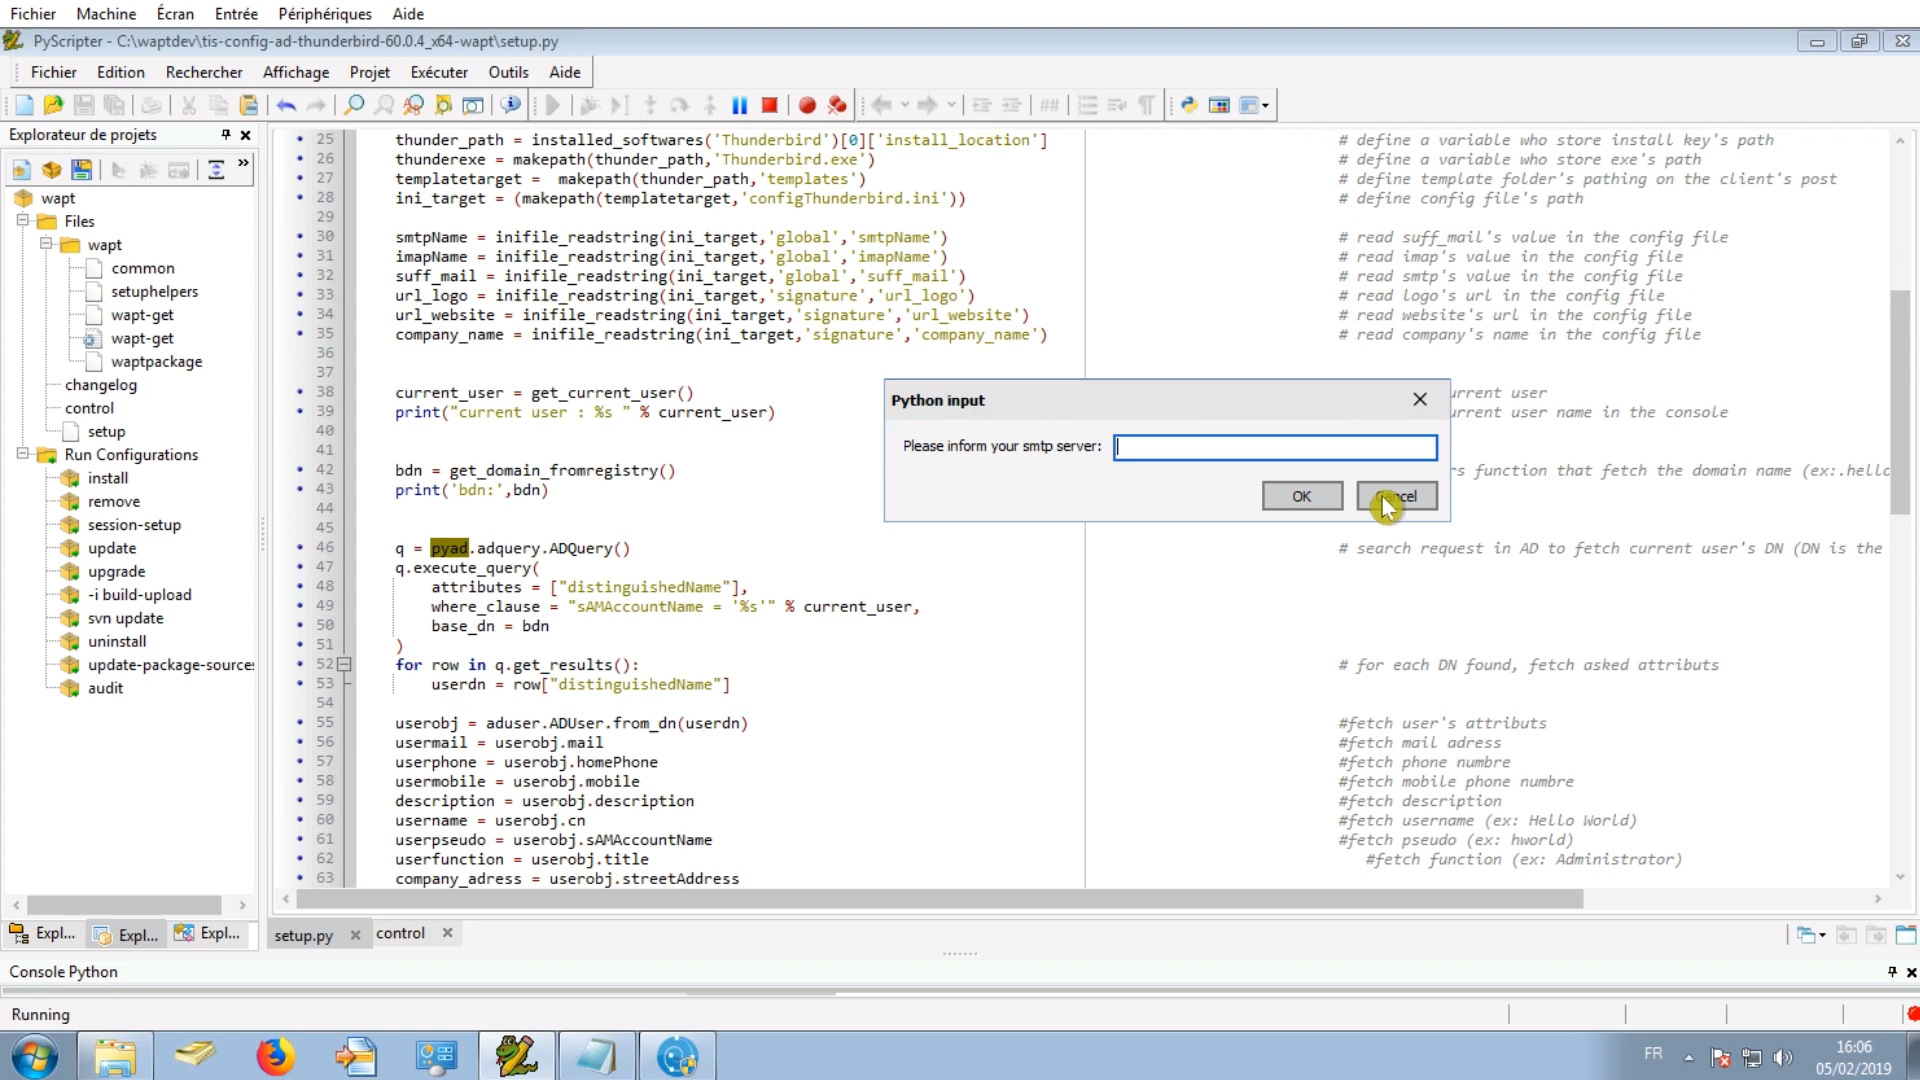 Fichier Machine Écran Entrée Périphériques Aide
PyScripter - C:\waptdev\tis-config-ad-thunderbird-60.0.4_x64-wapt\setup.py
Fichier Edition Rechercher Affichage Projet Exécuter Outils Aide
Explorateur de projets
wapt
Files
wapt
common
setuphelpers
wapt-get
wapt-get
waptpackage
changelog
control
setup
Run Configurations
install
remove
session-setup
update
upgrade
-i build-upload
svn update
uninstall
update-package-source
audit
25 thunder_path = installed_softwares('Thunderbird')[0]['install_location'] # define a variable who store install key's path
26 thunderexe = makepath(thunder_path,'Thunderbird.exe') # define a variable who store exe's path
27 templatetarget =  makepath(thunder_path,'templates') # define template folder's pathing on the client's post
28 ini_target = (makepath(templatetarget,'configThunderbird.ini')) # define config file's path
29
30 smtpName = inifile_readstring(ini_target,'global','smtpName') # read suff_mail's value in the config file
31 imapName = inifile_readstring(ini_target,'global','imapName') # read imap's value in the config file
32 suff_mail = inifile_readstring(ini_target,'global','suff_mail') # read smtp's value in the config file
33 url_logo = inifile_readstring(ini_target,'signature','url_logo') # read logo's url in the config file
34 url_website = inifile_readstring(ini_target,'signature','url_website') # read website's url in the config file
35 company_name = inifile_readstring(ini_target,'signature','company_name') # read company's name in the config file
36
37
38 current_user = get_current_user() urrent user
39 print("current user : %s " % current_user) urrent user name in the console
40
41
42 bdn = get_domain_fromregistry() s function that fetch the domain name (ex:.hello
43 print('bdn:',bdn)
44
45
46 q = pyad.adquery.ADQuery() # search request in AD to fetch current user's DN (DN is the
47 q.execute_query(
48 attributes = ["distinguishedName"],
49 where_clause = "sAMAccountName = '%s'" % current_user,
50 base_dn = bdn
51 )
52 for row in q.get_results(): # for each DN found, fetch asked attributs
53 userdn = row["distinguishedName"]
54
55 userobj = aduser.ADUser.from_dn(userdn) #fetch user's attributs
56 usermail = userobj.mail #fetch mail adress
57 userphone = userobj.homePhone #fetch phone numbre
58 usermobile = userobj.mobile #fetch mobile phone numbre
59 description = userobj.description #fetch description
60 username = userobj.cn #fetch username (ex: Hello World)
61 userpseudo = userobj.sAMAccountName #fetch pseudo (ex: hworld)
62 userfunction = userobj.title #fetch function (ex: Administrator)
63 company_adress = userobj.streetAddress
Python input
Please inform your smtp server:
OK Cancel
Expl... Expl... Expl...
setup.py control
Console Python
Running
FR
16:06
05/02/2019